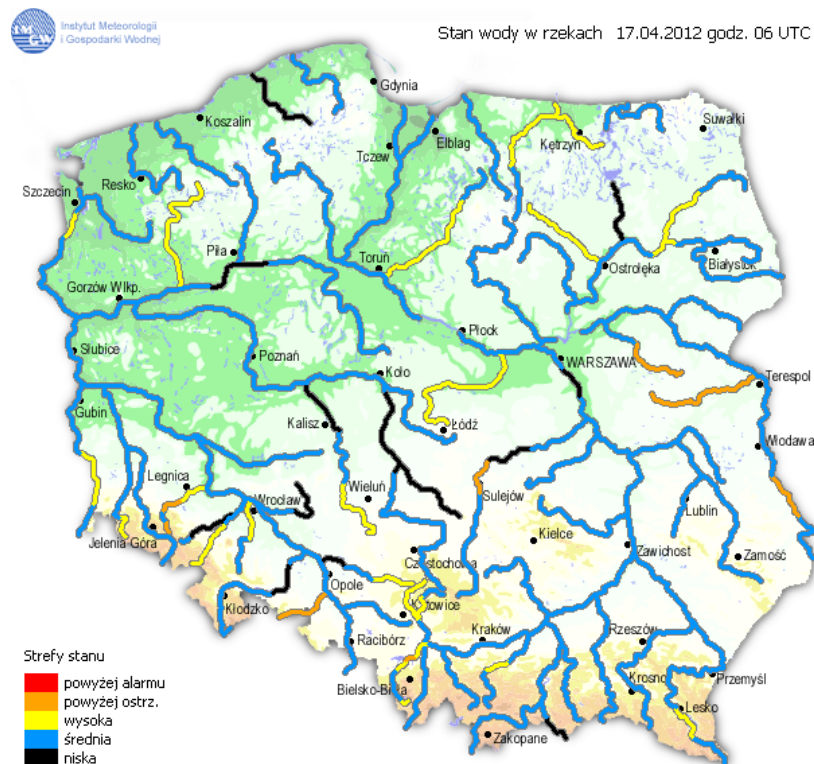 Instytut Meteorologii
i Gospodarki Wodnej
Stan wody w rzekach 17.04.2012 godz. 06 UTC
Gdynia
Koszalin
Suwałki
Elbląg
Kętrzyn
Tczew
Resko
Szczecin
Piła
Toruń
Białystok
Ostrołęka
Gorzów Wlkp.
Płock
Słubice
Poznań
WARSZAWA
Koło
Terespol
Gubin
Kalisz
Łódź
Włodawa
Legnica
Wieluń
Sulejów
Wrocław
Lublin
Jelenia Góra
Kielce
Zawichost
Częstochowa
Zamość
Opole
Kłodzko
Katowice
Racibórz
Kraków
Rzeszów
Strefy stanu
powyżej alarmu
powyżej ostrz.
wysoka
średnia
niska
Bielsko-Biała
Krosno
Przemyśl
Lesko
Zakopane